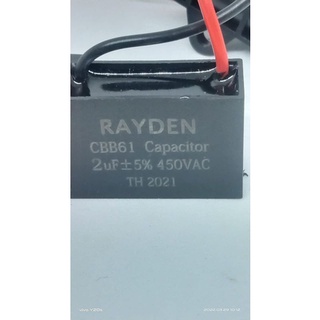 RAYDEN
CBB61 Capacitor
2uF±5% 450VAC
TH 2021